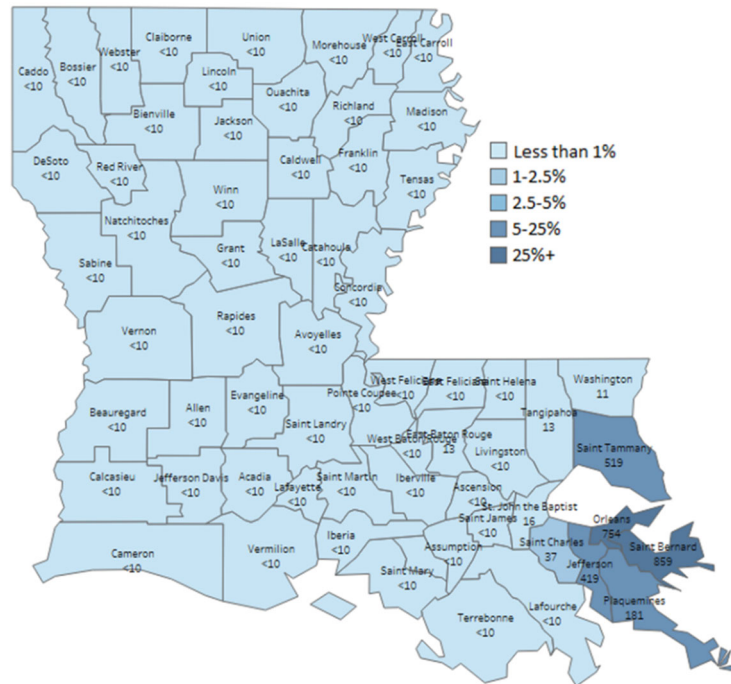 Claiborne
<10
Union
<10
Morehouse
<10
West Carroll
<10
East Carroll
<10
Webster
<10
Bossier
<10
Caddo
<10
Lincoln
<10
Ouachita
<10
Richland
<10
Madison
<10
Bienville
<10
Jackson
<10
Franklin
<10
Caldwell
<10
DeSoto
<10
Red River
<10
Tensas
<10
Winn
<10
Natchitoches
<10
Grant
<10
LaSalle
<10
Catahoula
<10
Sabine
<10
Concordia
<10
Rapides
<10
Vernon
<10
Avoyelles
<10
Less than 1%
1-2.5%
2.5-5%
5-25%
25%+
West Feliciana
<10
East Feliciana
<10
Saint Helena
<10
Washington
11
Pointe Coupee
<10
Evangeline
<10
Allen
<10
Beauregard
<10
Tangipahoa
13
Saint Landry
<10
West Baton Rouge
<10
East Baton Rouge
13
Saint Tammany
519
Livingston
<10
Calcasieu
<10
Jefferson Davis
<10
Acadia
<10
Lafayette
<10
Saint Martin
<10
Iberville
<10
Ascension
<10
St. John the Baptist
16
Saint James
<10
Orleans
764
Iberia
<10
Assumption
<10
Saint Charles
37
Saint Bernard
859
Cameron
<10
Vermilion
<10
Jefferson
419
Saint Mary
<10
Plaquemines
181
Terrebonne
<10
Lafourche
<10